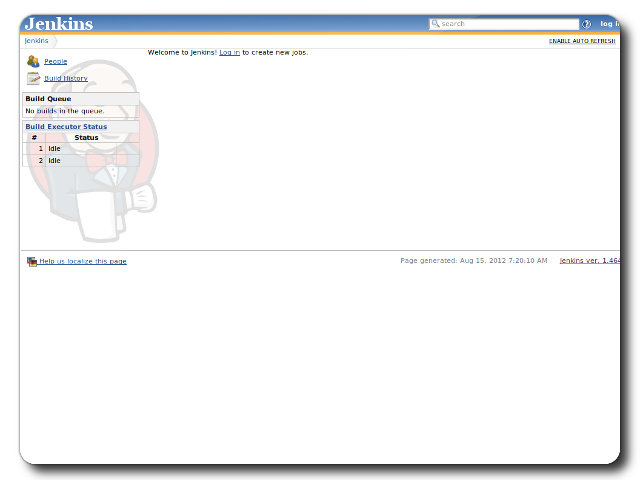 Jenkins
search
log
Jenkins
ENABLE AUTO REFRESH
People
Build History
Welcome to Jenkins! Log in to create new jobs.
Build Queue
No builds in the queue.
Build Executor Status
# Status
1 Idle
2 Idle
Help us localize this page
Page generated: Aug 15, 2012 7:20:10 AM
Jenkins ver. 1.464